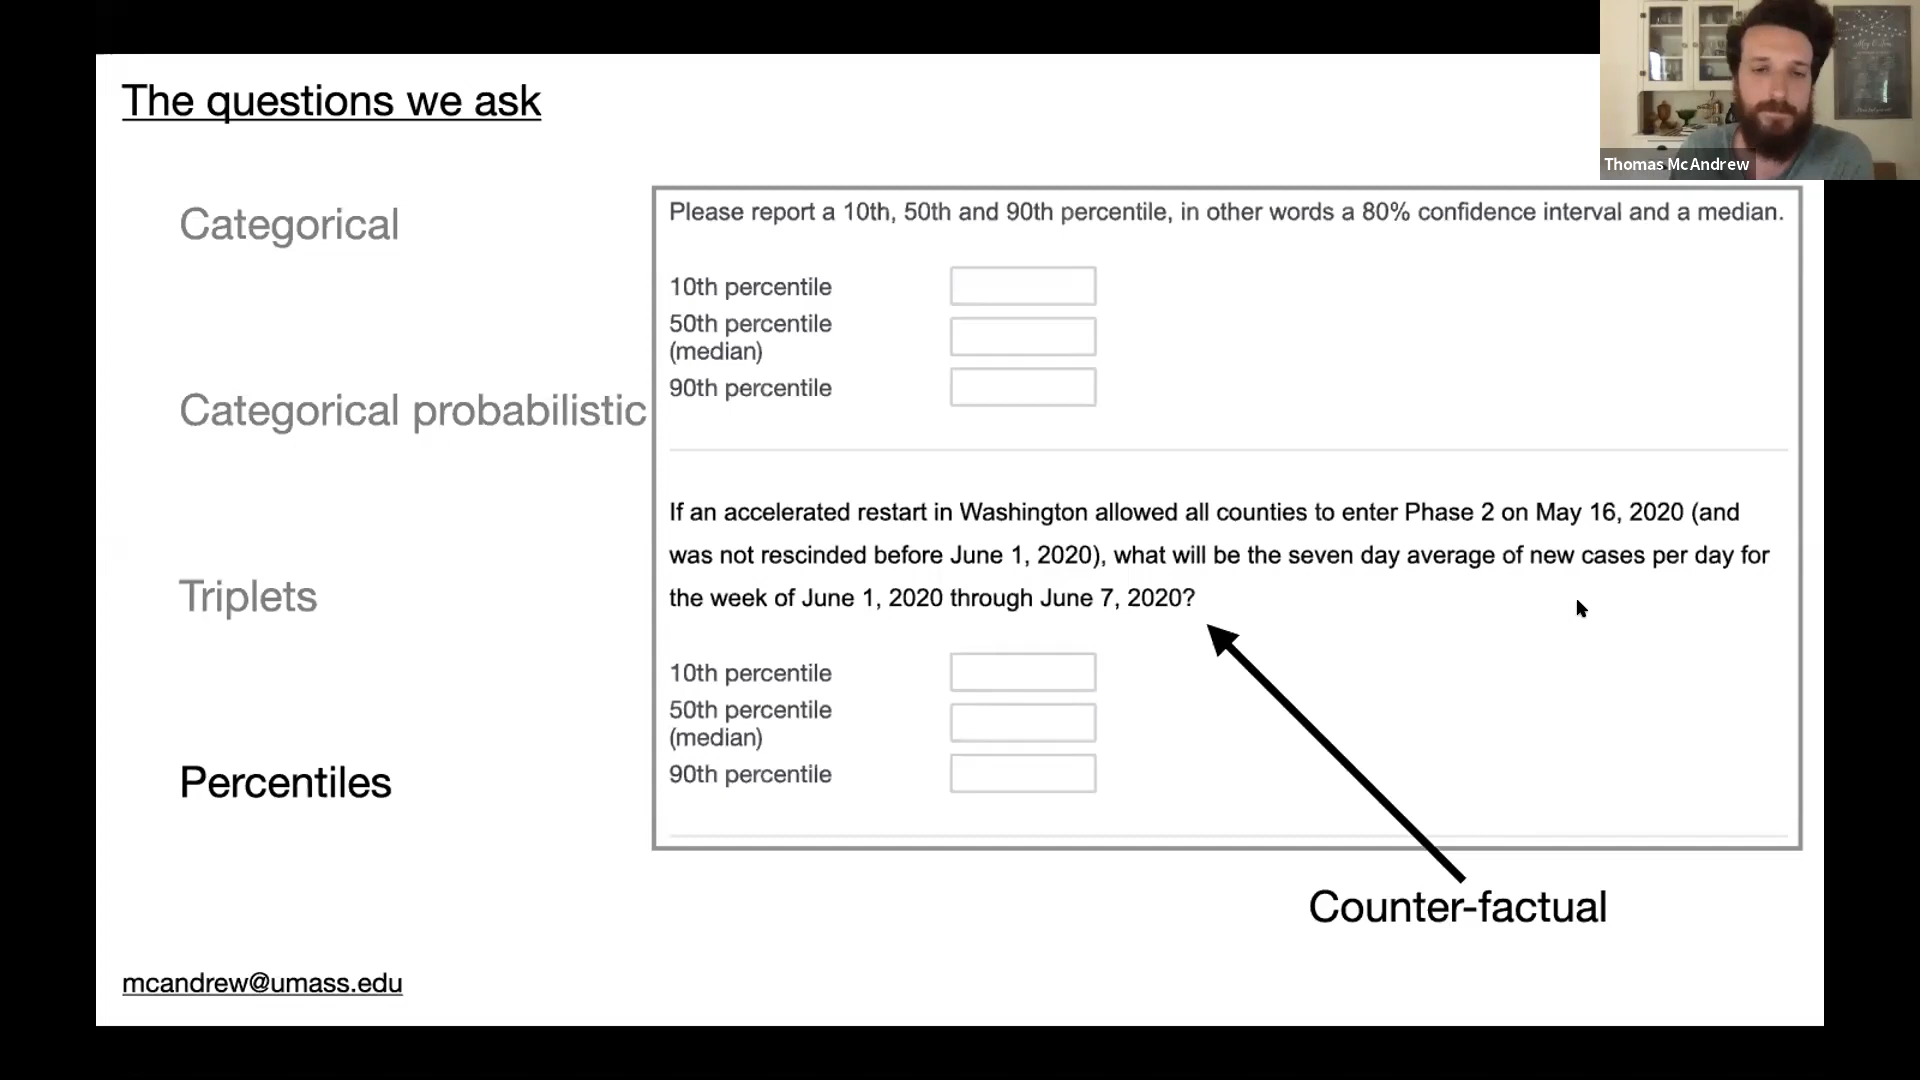 The questions we ask
Thomas McAndrew
Categorical
Categorical probabilistic
Triplets
Percentiles
Please report a 10th, 50th and 90th percentile, in other words a 80% confidence interval and a median.
10th percentile
50th percentile
(median)
90th percentile
If an accelerated restart in Washington allowed all counties to enter Phase 2 on May 16, 2020 (and
was not rescinded before June 1, 2020), what will be the seven day average of new cases per day for
the week of June 1, 2020 through June 7, 2020?
10th percentile
50th percentile
(median)
90th percentile
Counter-factual
mcandrew@umass.edu